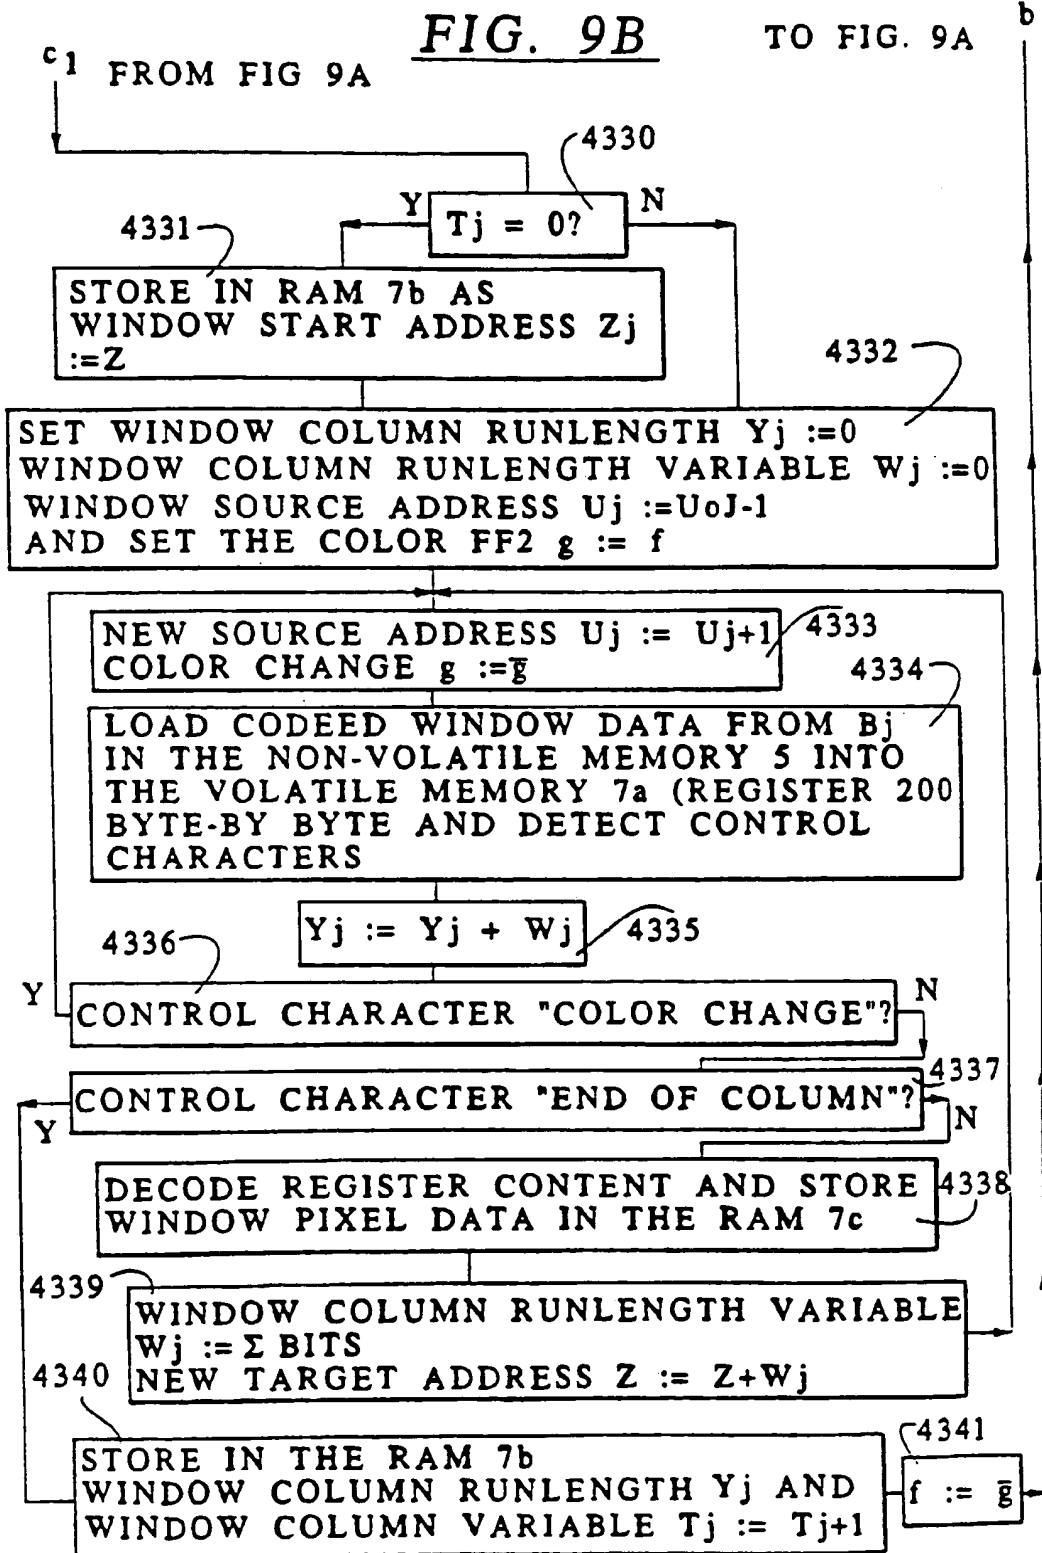 FIG. 9B
TO FIG. 9A
b
c1 FROM FIG 9A
4330
Y
Tj = 0?
N
4331
STORE IN RAM 7b AS
WINDOW START ADDRESS Zj
:=Z
4332
SET WINDOW COLUMN RUNLENGTH Yj :=0
WINDOW COLUMN RUNLENGTH VARIABLE Wj :=0
WINDOW SOURCE ADDRESS Uj :=UoJ-1
AND SET THE COLOR FF2 g := f
NEW SOURCE ADDRESS Uj := Uj+1
COLOR CHANGE g :=g̅
4333
4334
LOAD CODEED WINDOW DATA FROM Bj
IN THE NON-VOLATILE MEMORY 5 INTO
THE VOLATILE MEMORY 7a (REGISTER 200
BYTE-BY BYTE AND DETECT CONTROL
CHARACTERS
Yj := Yj + Wj
4335
4336
Y
CONTROL CHARACTER "COLOR CHANGE"?
N
4337
CONTROL CHARACTER "END OF COLUMN"?
Y
N
DECODE REGISTER CONTENT AND STORE
WINDOW PIXEL DATA IN THE RAM 7c
4338
4339
WINDOW COLUMN RUNLENGTH VARIABLE
Wj := Σ BITS
NEW TARGET ADDRESS Z := Z+Wj
4340
STORE IN THE RAM 7b
WINDOW COLUMN RUNLENGTH Yj AND
WINDOW COLUMN VARIABLE Tj := Tj+1
4341
f := g̅